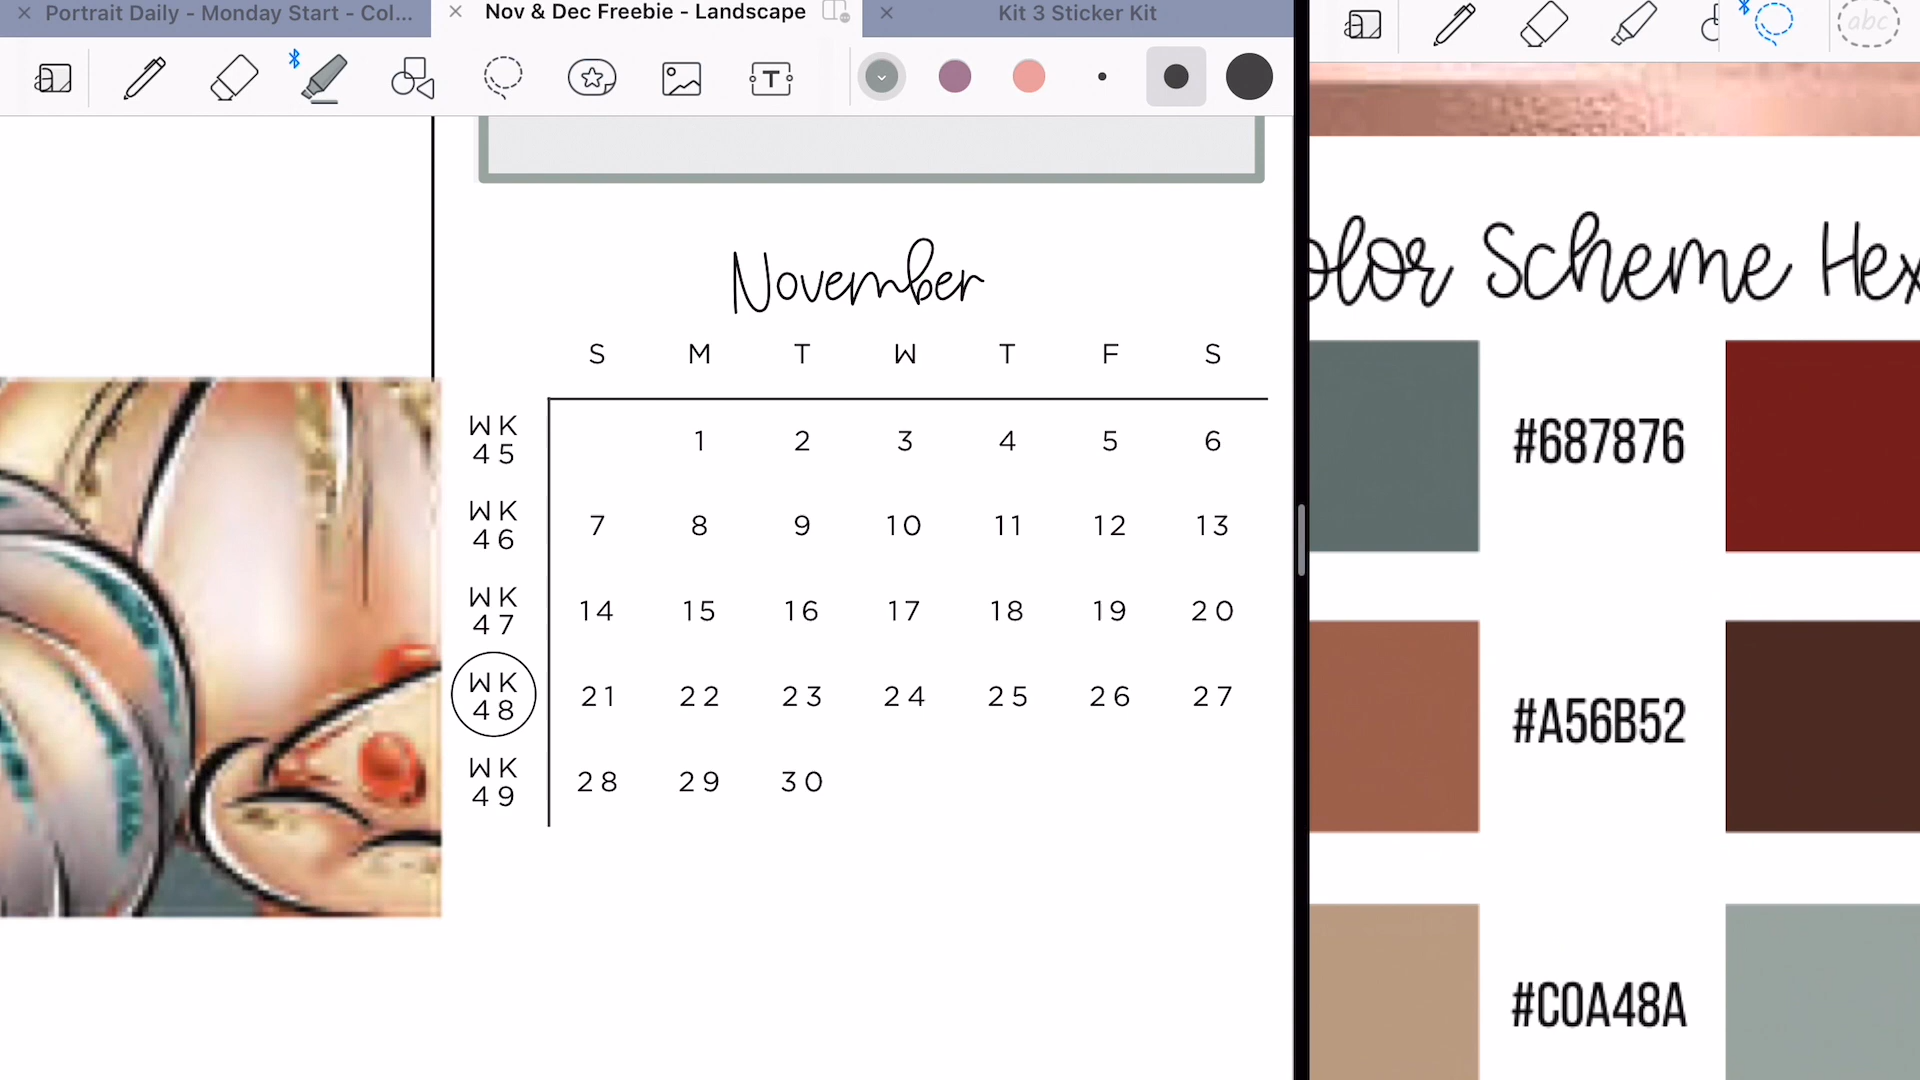 Portrait Daily - Monday Start - Col...
Nov & Dec Freebie - Landscape
Kit 3 Sticker Kit
T
abc
November
S M T W T F S
WK 45 1 2 3 4 5 6
WK 46 7 8 9 10 11 12 13
WK 47 14 15 16 17 18 19 20
WK 48 21 22 23 24 25 26 27
WK 49 28 29 30
olor Scheme Hex
#687876
#A56B52
#C0A48A